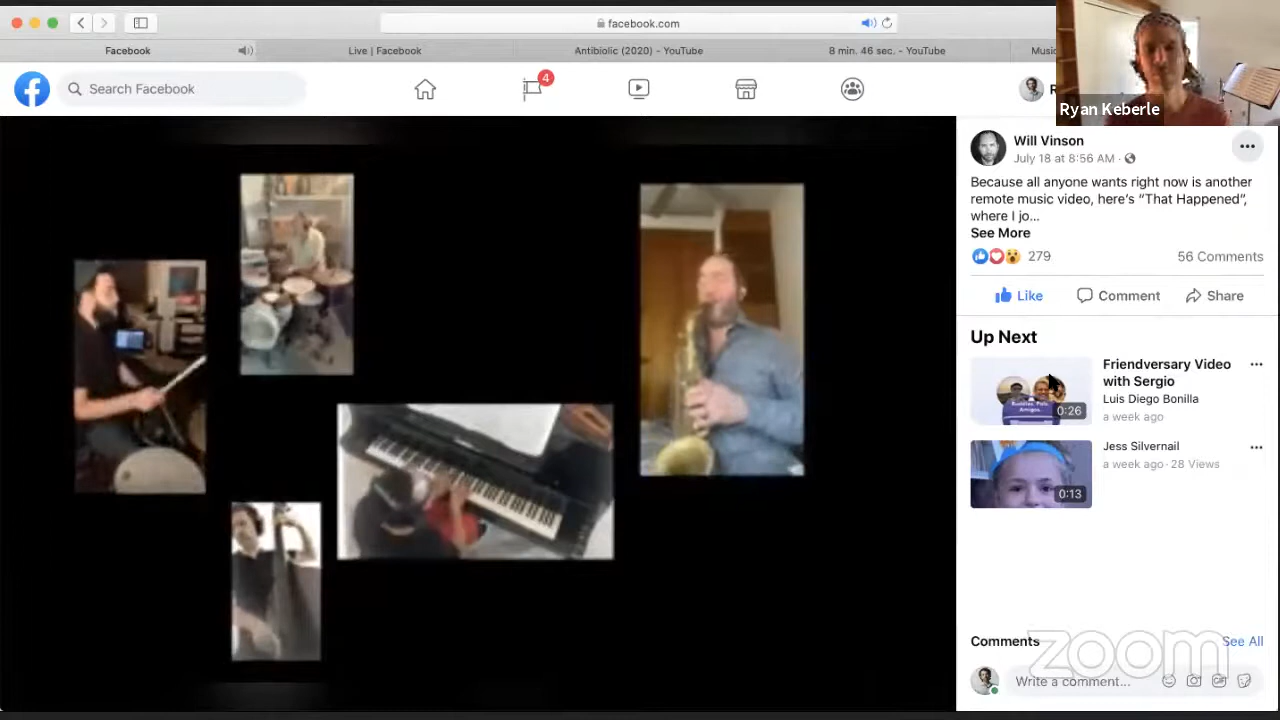 facebook.com
Facebook
Live | Facebook
Antibiolic (2020) – YouTube
8 min. 46 sec. – YouTube
Music
Search Facebook
4
R
Ryan Keberle
Will Vinson
July 18 at 8:56 AM ·
Because all anyone wants right now is another
remote music video, here's "That Happened",
where I jo...
See More
279
56 Comments
Like
Comment
Share
Up Next
Friendversary Video
with Sergio
Luis Diego Bonilla
a week ago
0:26
Jess Silvernail
a week ago · 28 Views
0:13
Comments
See All
zoom
Write a comment...
GIF